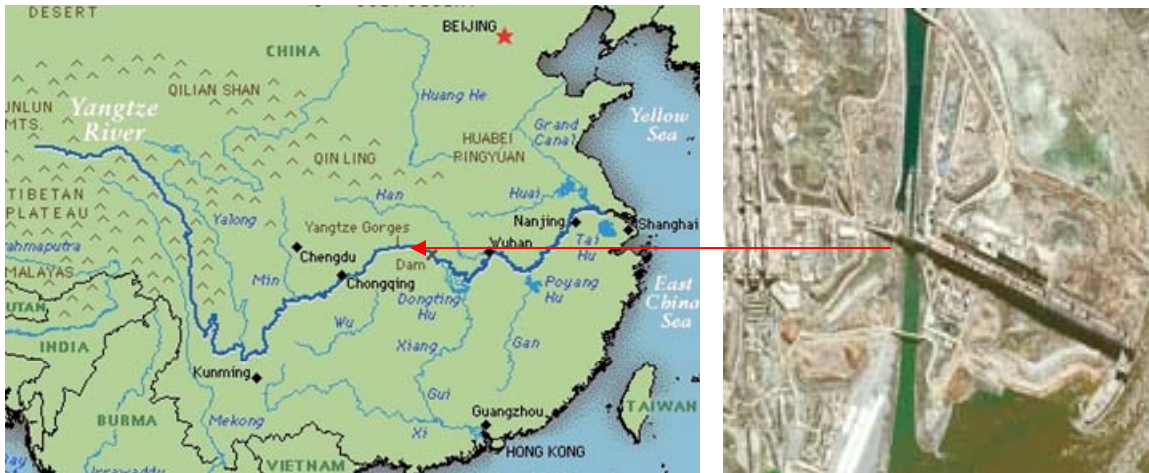 DESERT
BEIJING
CHINA
QILIAN SHAN
Huang He
Yangtze
River
MTS.
Grand
Canal
Yellow
Sea
HUABEI
PINGYUAN
QIN LING
TIBETAN
PLATEAU
Han
Huai
Yalong
Yangtze Gorges
Nanjing
Shanghai
Chengdu
Wuhan
Tai
Hu
Dam
Min
Chongqing
Poyang
Hu
East
China
Sea
Dongting
Hu
Wu
INDIA
Xiang
Gan
Kunming
Gui
BURMA
Mekong
Guangzhou
TAIWAN
Xi
HONG KONG
VIETNAM